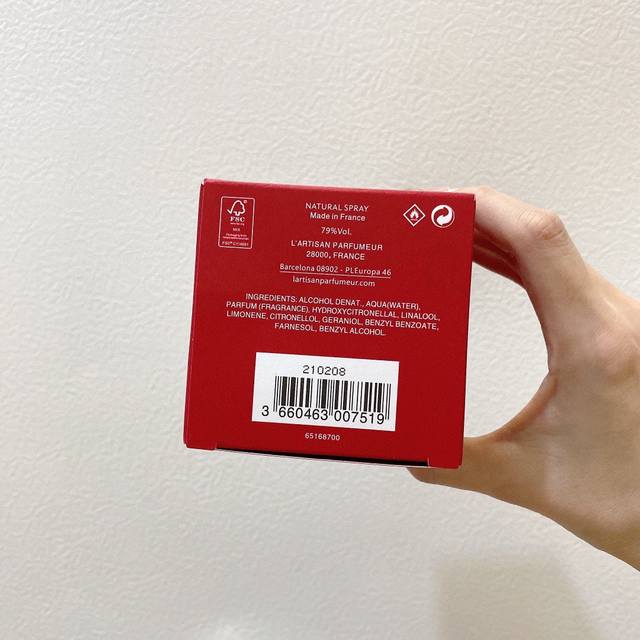 FSC
MIX
NATURAL SPRAY
Made in France
79%Vol.
L'ARTISAN PARFUMEUR
28000, FRANCE
Barcelona 08902 - PLEuropa 46
lartisanparfumeur.com
INGREDIENTS: ALCOHOL DENAT., AQUA(WATER),
PARFUM (FRAGRANCE), HYDROXYCITRONELLAL, LINALOOL,
LIMONENE, CITRONELLOL, GERANIOL, BENZYL BENZOATE,
FARNESOL, BENZYL ALCOHOL.
210208
3 660463 007519
65168700